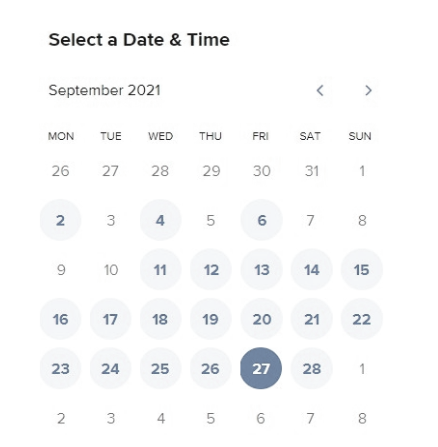 Select a Date & Time
September 2021
MON TUE WED THU FRI SAT SUN
26 27 28 29 30 31 1
2 3 4 5 6 7 8
9 10 11 12 13 14 15
16 17 18 19 20 21 22
23 24 25 26 27 28 1
2 3 4 5 6 7 8